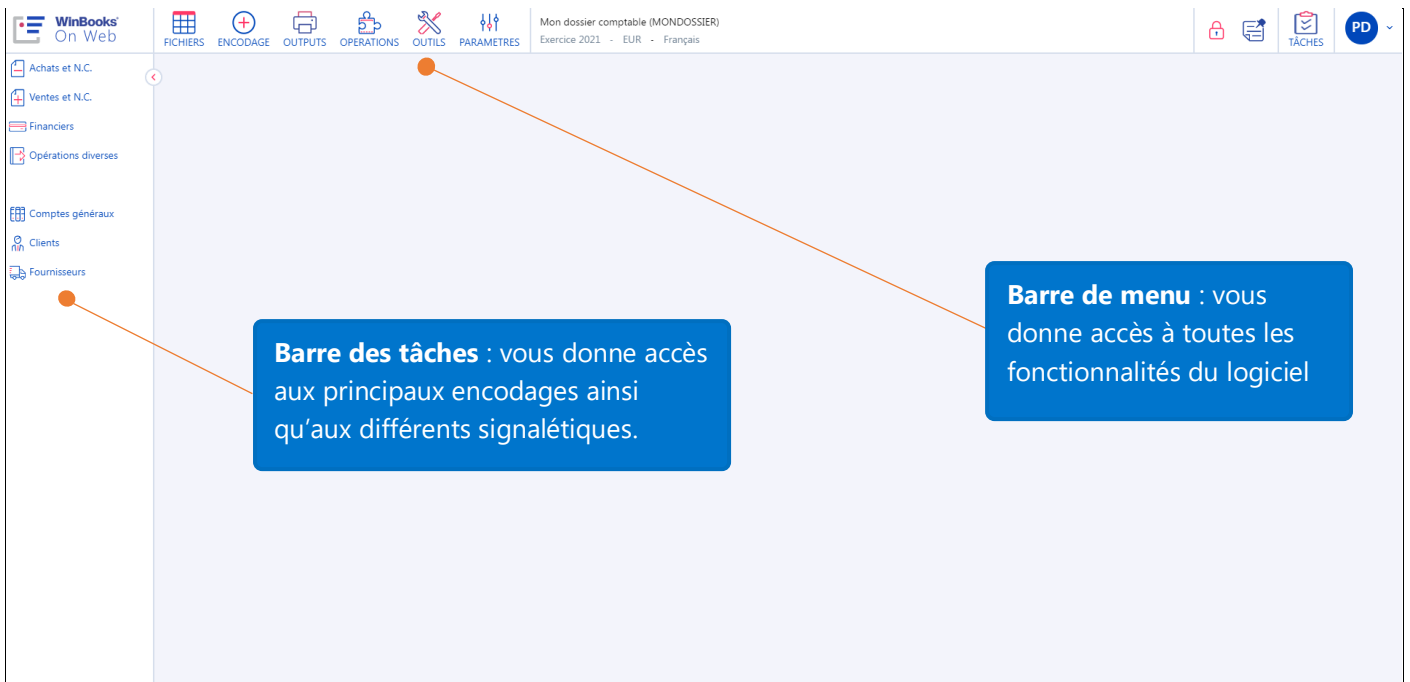 WinBooks
On Web
FICHIERS ENCODAGE OUTPUTS OPERATIONS OUTILS PARAMETRES
Mon dossier comptable (MONDOSSIER)
Exercice 2021 - EUR - Français
TÂCHES
PD
Achats et N.C.
Ventes et N.C.
Financiers
Opérations diverses
Comptes généraux
Clients
Fournisseurs
Barre des tâches : vous donne accès
aux principaux encodages ainsi
qu’aux différents signalétiques.
Barre de menu : vous
donne accès à toutes les
fonctionnalités du logiciel